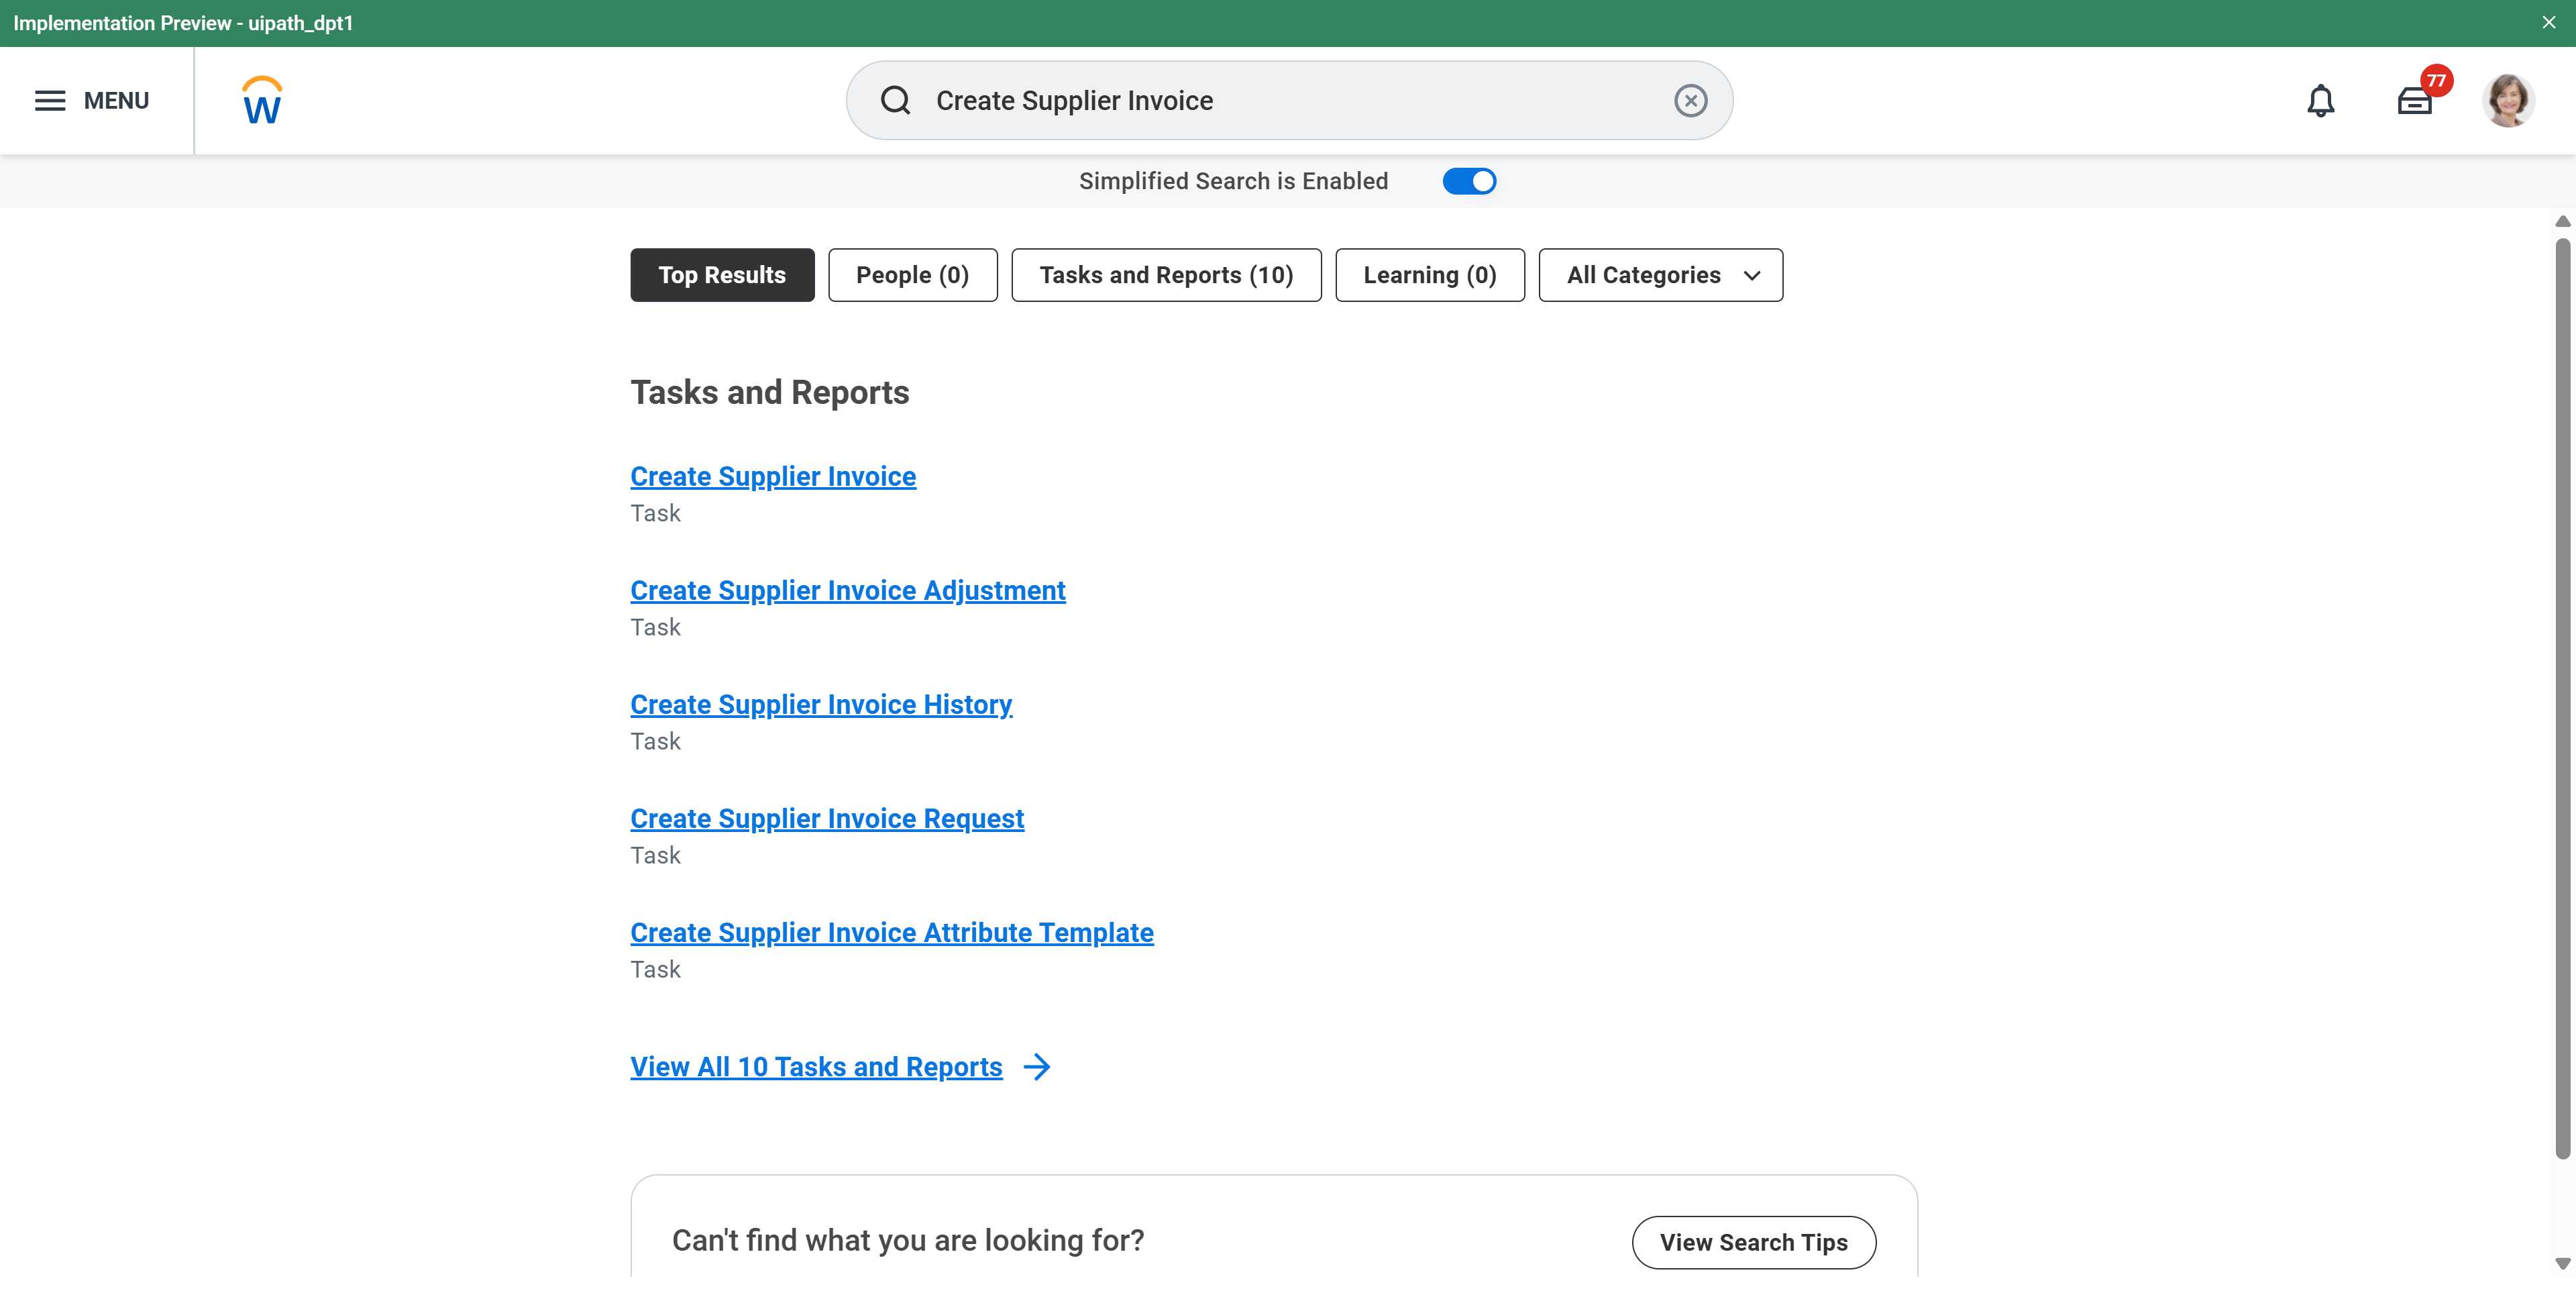 Implementation Preview - uipath_dpt1
MENU
Create Supplier Invoice
77
Simplified Search is Enabled
Top Results
People (0)
Tasks and Reports (10)
Learning (0)
All Categories
Tasks and Reports
Create Supplier Invoice
Task
Create Supplier Invoice Adjustment
Task
Create Supplier Invoice History
Task
Create Supplier Invoice Request
Task
Create Supplier Invoice Attribute Template
Task
View All 10 Tasks and Reports
Can't find what you are looking for?
View Search Tips